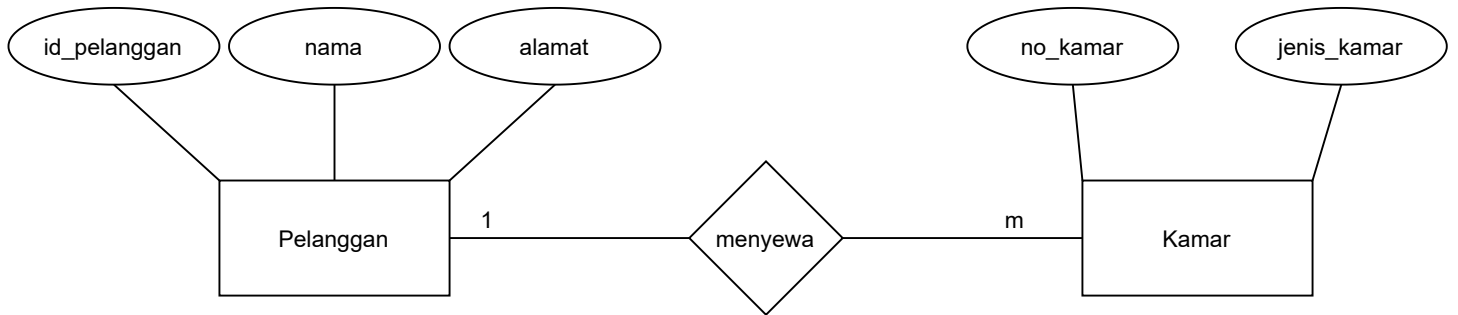 id_pelanggan
nama
alamat
no_kamar
jenis_kamar
1
m
Pelanggan
menyewa
Kamar